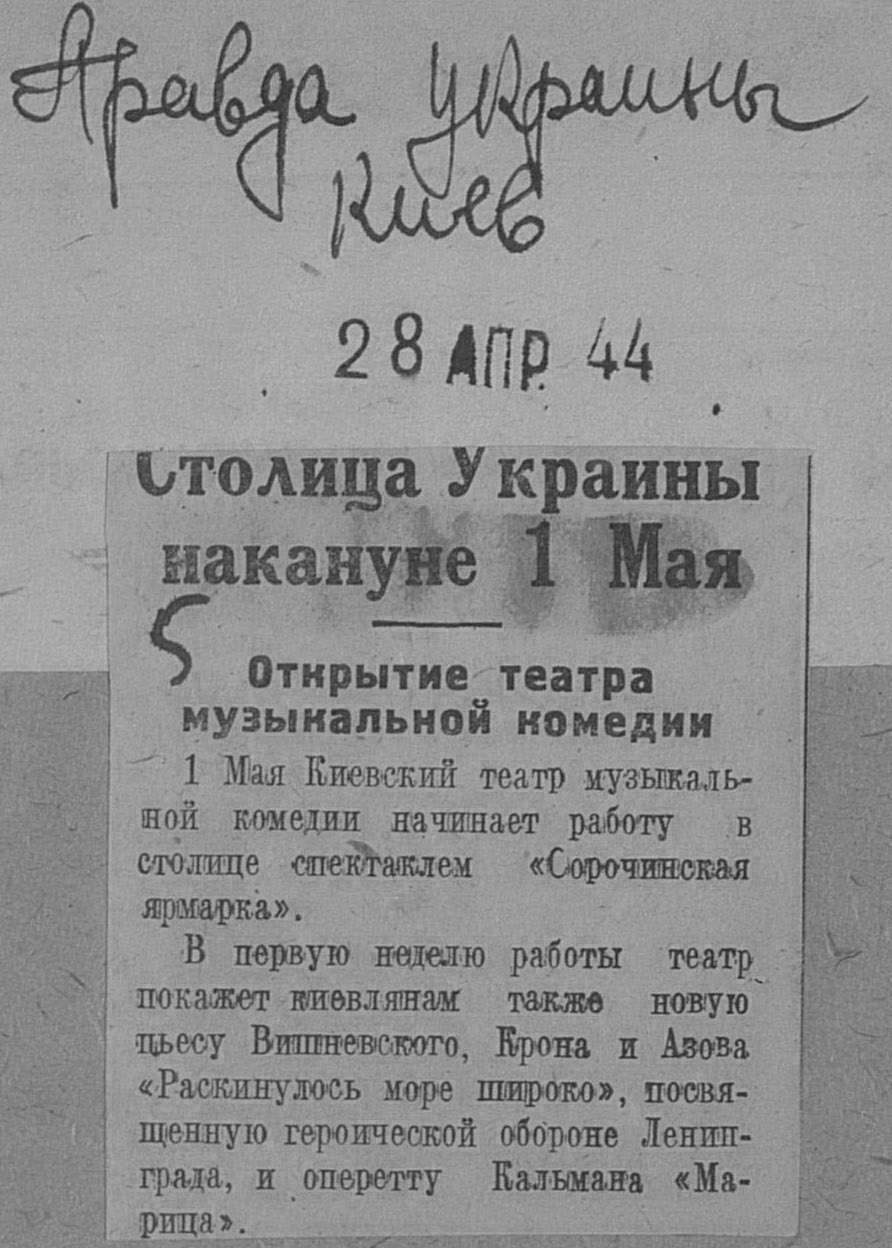 Правда Украины
Киев
28 АПР. 44
Столица Украины
накануне 1 Мая
5
Открытие театра
музыкальной комедии
1 Мая Киевский театр музыкаль-
ной комедии начинает работу в
столице спектаклем «Сорочинская
ярмарка».
В первую неделю работы театр
покажет киевлянам также новую
пьесу Вишневского, Крона и Азова
«Раскинулось море широко», посвя-
щенную героической обороне Ленин-
града, и оперетту Кальмана «Ма-
рица».